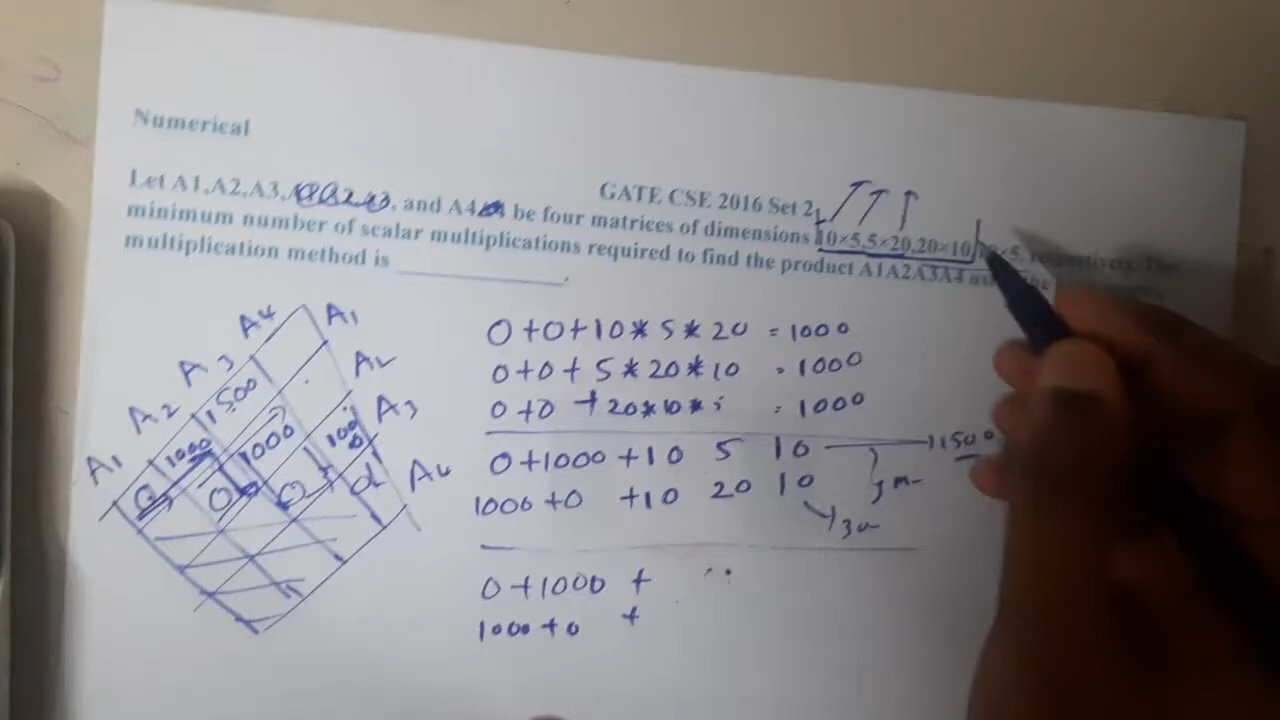 Numerical
GATE CSE 2016 Set 2
Let A1,A2,A3, and A4 be four matrices of dimensions 10×5,5×20,20×10, ×5, respectively. The
minimum number of scalar multiplications required to find the product A1A2A3A4 using the
multiplication method is
A4 A1
A3 A2
A2 1500 A3
A1 1000 1000 1000 A4
0 0 0
0+0+10*5*20 = 1000
0+0+ 5*20*10 = 1000
0+0 +20*10*5 = 1000
0+1000+10 5 10 1500
1000+0 +10 20 10
0+1000 +
1000+0 +